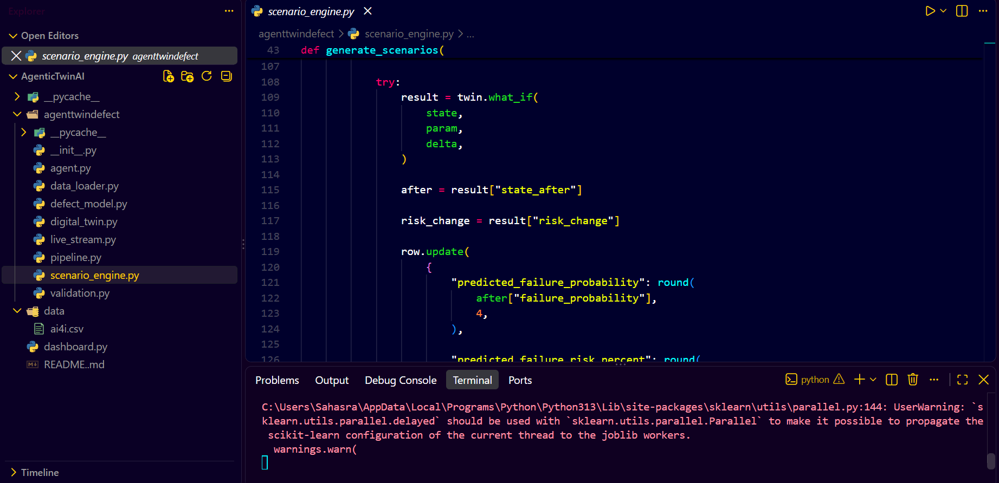 Explorer
Open Editors
scenario_engine.py agenttwindefect
AgenticTwinAI
__pycache__
agenttwindefect
__pycache__
__init__.py
agent.py
data_loader.py
defect_model.py
digital_twin.py
live_stream.py
pipeline.py
scenario_engine.py
validation.py
data
ai4i.csv
dashboard.py
README..md
Timeline
scenario_engine.py
agenttwindefect > scenario_engine.py > ...
43 def generate_scenarios(
107
108 try:
109 result = twin.what_if(
110 state,
111 param,
112 delta,
113 )
114
115 after = result["state_after"]
116
117 risk_change = result["risk_change"]
118
119 row.update(
120 {
121 "predicted_failure_probability": round(
122 after["failure_probability"],
123 4,
124 ),
125
126 "predicted_failure_risk_percent": round(
Problems Output Debug Console Terminal Ports
python
C:\Users\Sahasra\AppData\Local\Programs\Python\Python313\Lib\site-packages\sklearn\utils\parallel.py:144: UserWarning: `s
klearn.utils.parallel.delayed` should be used with `sklearn.utils.parallel.Parallel` to make it possible to propagate the
scikit-learn configuration of the current thread to the joblib workers.
warnings.warn(